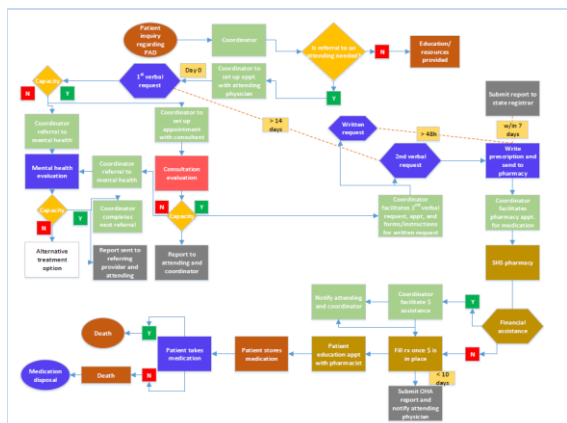 Patient
inquiry
regarding
PAD
Coordinator
Is referral to an
attending needed?
N
Education/
resources
provided
Y
Coordinator to
set up appt
with attending
physician
Day 0
1st verbal
request
Capacity
N
Y
Coordinator
referral to
mental health
Coordinator
to set up
appointment
with consultant
Mental health
evaluation
Coordinator
referral to
mental health
Consultation
evaluation
Capacity
Y
N
Coordinator
completes
next referral
N
Capacity
Y
Alternative
treatment
option
Report sent to
referring
provider and
attending
Report to
attending and
coordinator
> 14
days
Written
request
> 48h
2nd verbal
request
Coordinator
facilitates 2nd verbal
request, appt, and
forms/instructions
for written request
Submit report to
state registrar
w/in 7
days
Write
prescription and
send to
pharmacy
Coordinator
facilitates
pharmacy appt.
for medication
SHS pharmacy
Financial
assistance
Y
N
Coordinator
facilitate $
assistance
Notify attending
and coordinator
Fill rx once $ is
in place
< 10
days
Submit OHA
report and
notify attending
physician
Patient
education appt
with pharmacist
Patient stores
medication
Patient takes
medication
Y
Death
N
Death
Medication
disposal